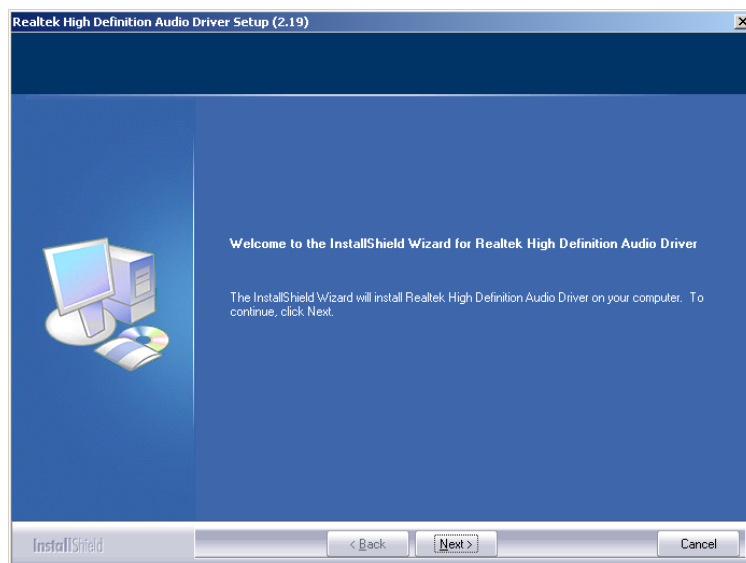 Realtek High Definition Audio Driver Setup (2.19)
Welcome to the InstallShield Wizard for Realtek High Definition Audio Driver
The InstallShield Wizard will install Realtek High Definition Audio Driver on your computer. To
continue, click Next.
InstallShield
< Back
Next >
Cancel